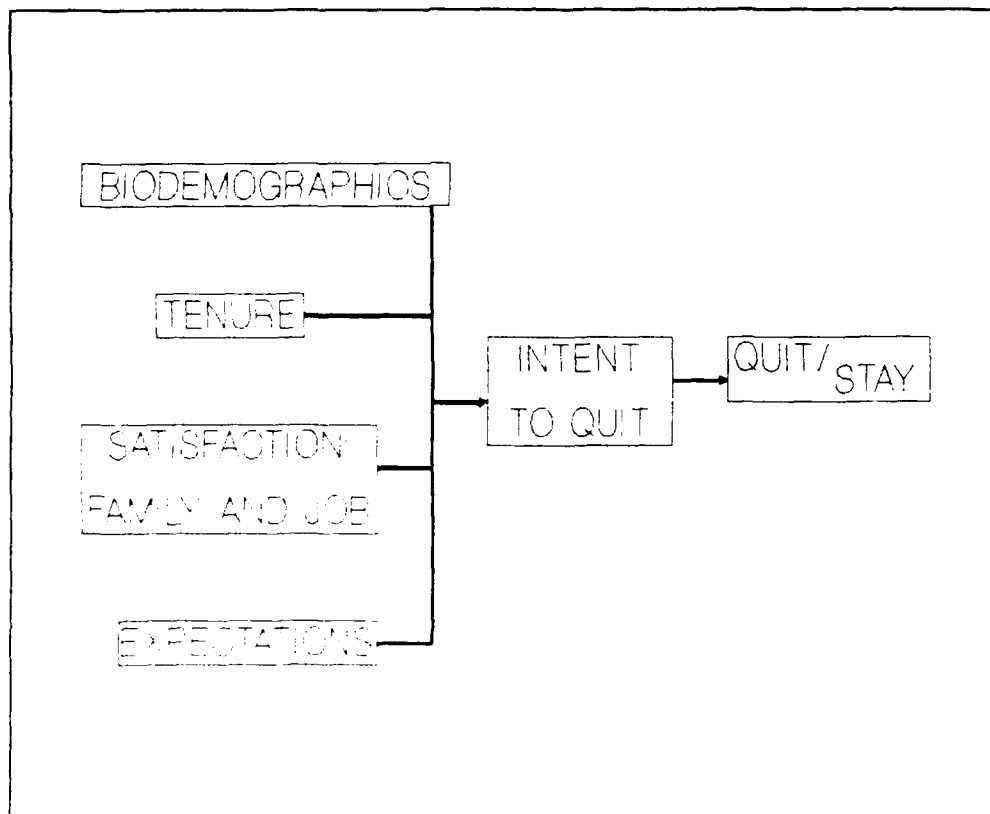 BIODEMOGRAPHICS
TENURE
SATISFACTION:
FAMILY AND JOB
EXPECTATIONS
INTENT
TO QUIT
QUIT/
STAY